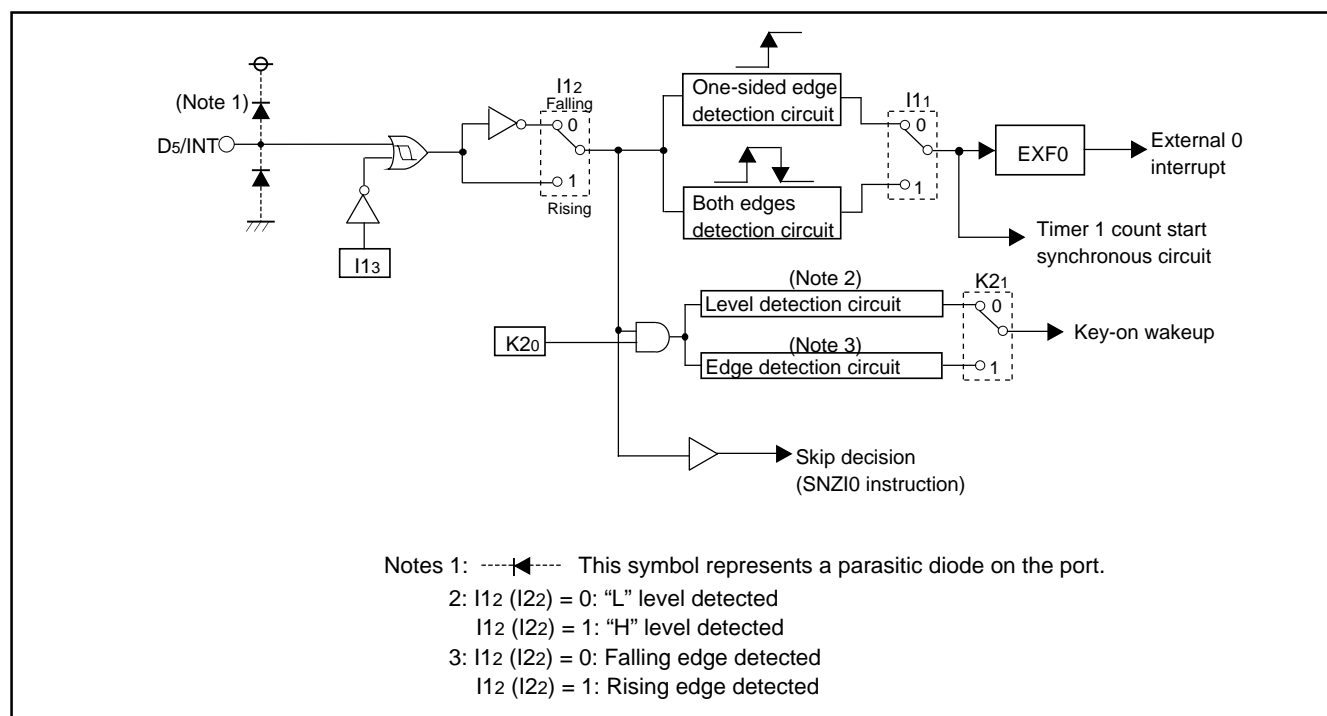 (Note 1)
D5/INT
I13
I12
Falling
0
1
Rising
One-sided edge
detection circuit
Both edges
detection circuit
I11
0
1
EXF0
External 0
interrupt
Timer 1 count start
synchronous circuit
K20
(Note 2)
Level detection circuit
(Note 3)
Edge detection circuit
K21
0
1
Key-on wakeup
Skip decision
(SNZI0 instruction)
Notes 1: This symbol represents a parasitic diode on the port.
2: I12 (I22) = 0: “L” level detected
I12 (I22) = 1: “H” level detected
3: I12 (I22) = 0: Falling edge detected
I12 (I22) = 1: Rising edge detected